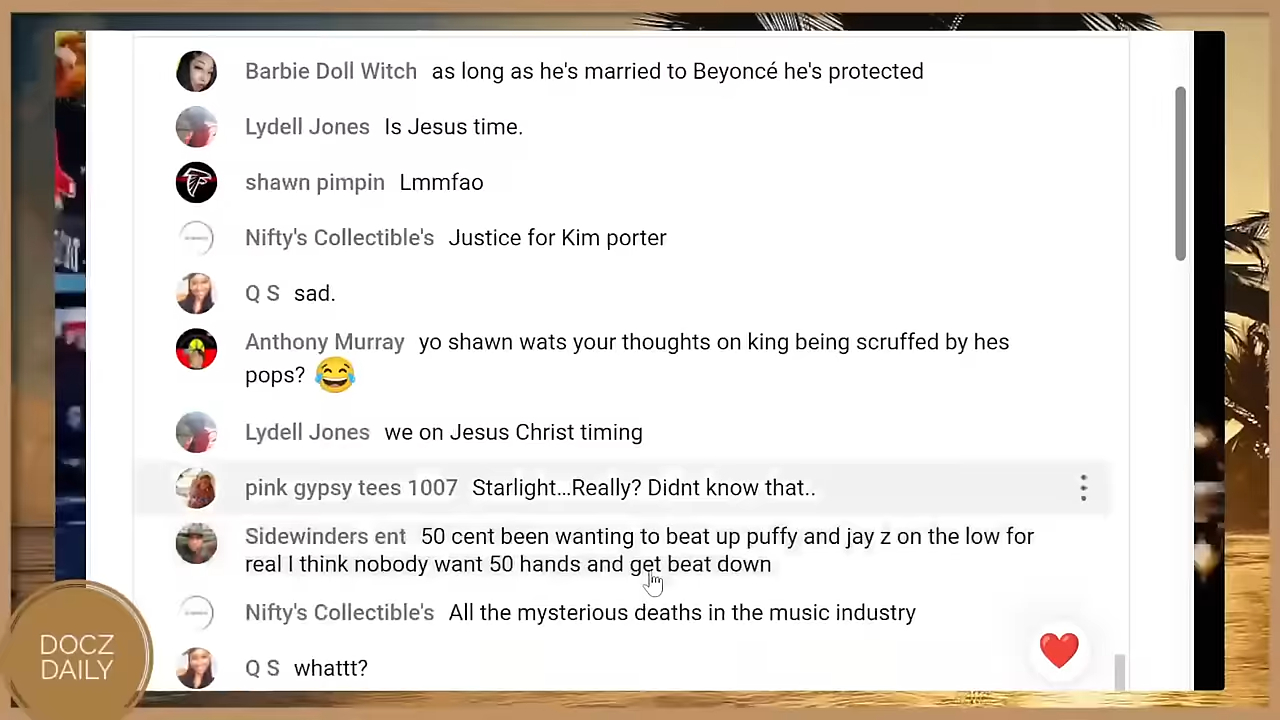 Barbie Doll Witch as long as he's married to Beyoncé he's protected
Lydell Jones Is Jesus time.
shawn pimpin Lmmfao
Nifty's Collectible's Justice for Kim porter
Q S sad.
Anthony Murray yo shawn wats your thoughts on king being scruffed by hes
pops? 😂
Lydell Jones we on Jesus Christ timing
pink gypsy tees 1007 Starlight...Really? Didnt know that..
Sidewinders ent 50 cent been wanting to beat up puffy and jay z on the low for
real I think nobody want 50 hands and get beat down
Nifty's Collectible's All the mysterious deaths in the music industry
Q S whattt?
DOCZ
DAILY